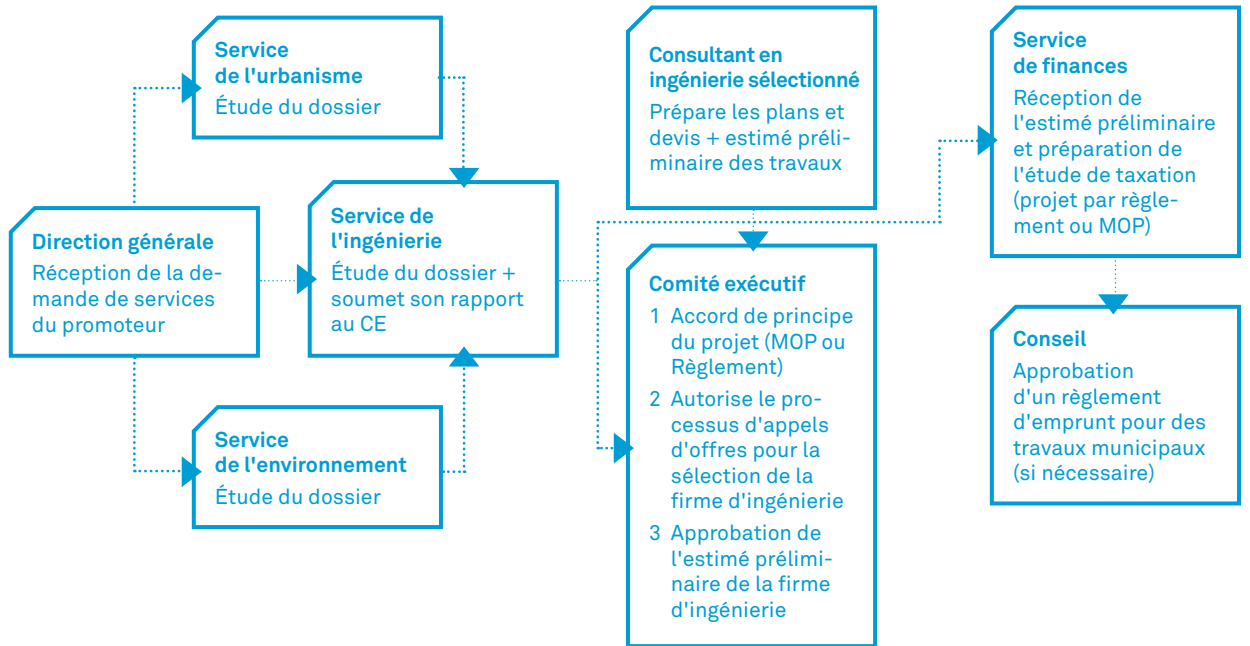 Direction générale
Réception de la de-
mande de services
du promoteur
Service
de l'urbanisme
Étude du dossier
Service de
l'ingénierie
Étude du dossier +
soumet son rapport
au CE
Service
de l'environnement
Étude du dossier
Consultant en
ingénierie sélectionné
Prépare les plans et
devis + estimé préli-
minaire des travaux
Comité exécutif
1 Accord de principe
du projet (MOP ou
Règlement)
2 Autorise le pro-
cessus d'appels
d'offres pour la
sélection de la
firme d'ingénierie
3 Approbation de
l'estimé prélimi-
naire de la firme
d'ingénierie
Service
de finances
Réception de
l'estimé préliminaire
et préparation de
l'étude de taxation
(projet par règle-
ment ou MOP)
Conseil
Approbation
d'un règlement
d'emprunt pour des
travaux municipaux
(si nécessaire)